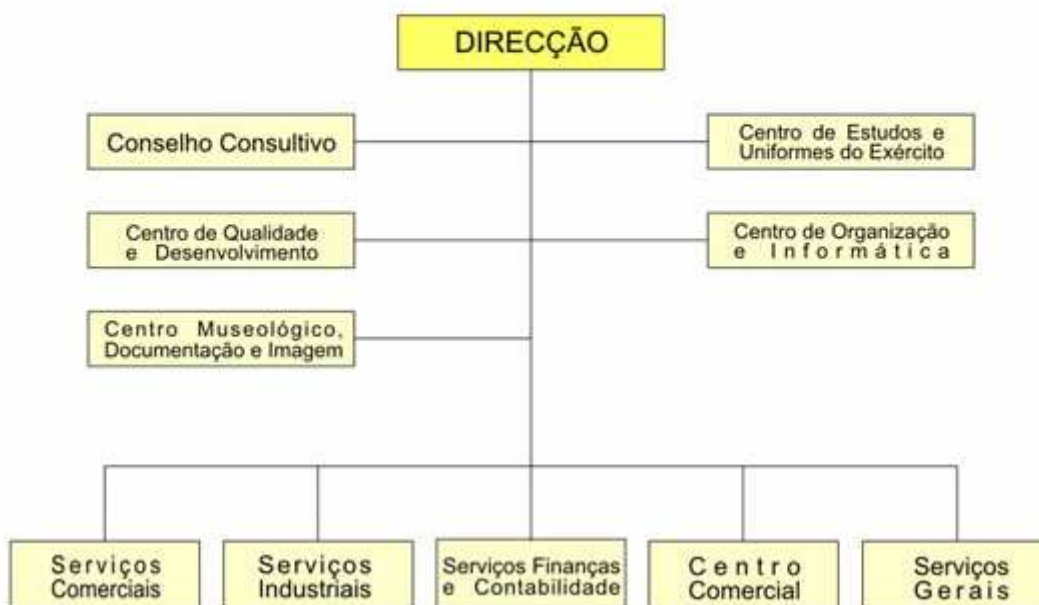 DIRECÇÃO
Conselho Consultivo
Centro de Estudos e
Uniformes do Exército
Centro de Qualidade
e Desenvolvimento
Centro de Organização
e Informática
Centro Museológico,
Documentação e Imagem
Serviços
Comerciais
Serviços
Industriais
Serviços Finanças
e Contabilidade
Centro
Comercial
Serviços
Gerais